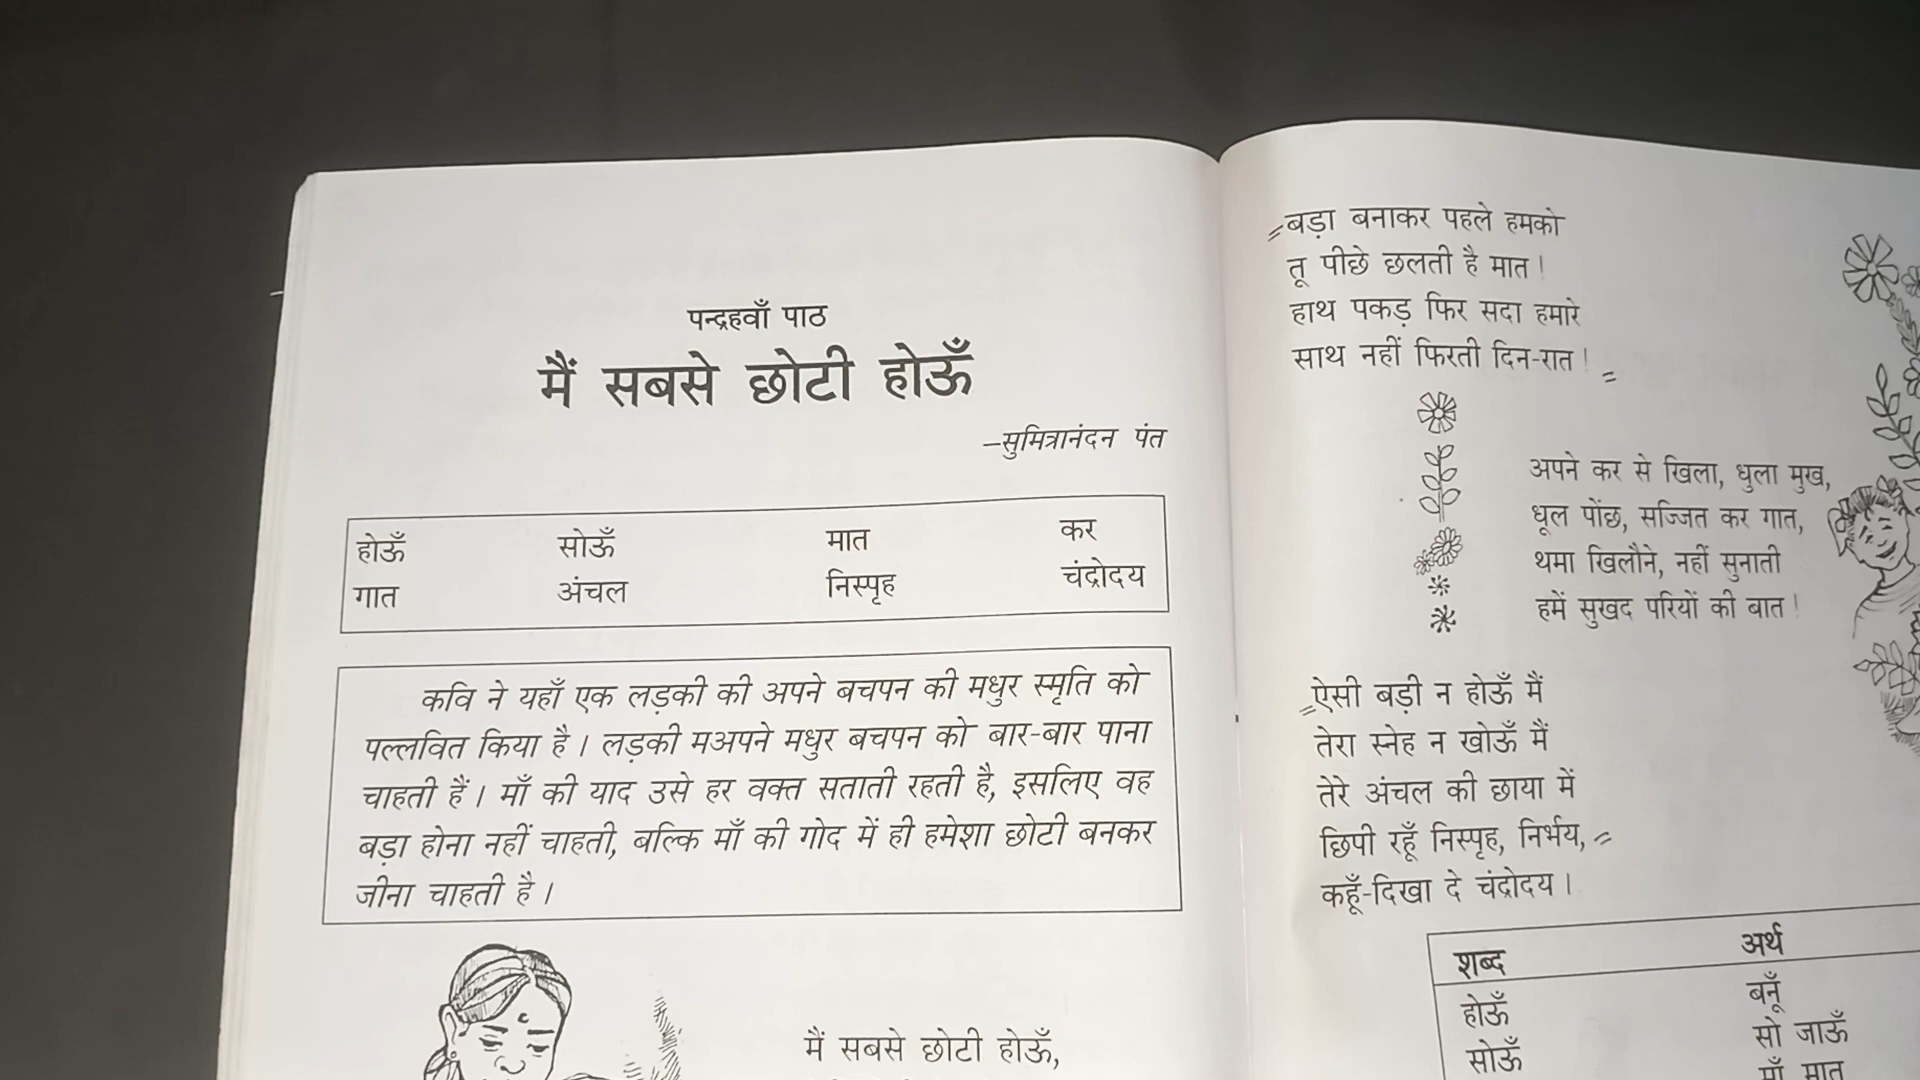 पन्द्रहवाँ पाठ
मैं सबसे छोटी होऊँ
–सुमित्रानंदन पंत
होऊँ सोऊँ मात कर
गात अंचल निस्पृह चंद्रोदय
कवि ने यहाँ एक लड़की की अपने बचपन की मधुर स्मृति को
पल्लवित किया है । लड़की मअपने मधुर बचपन को बार-बार पाना
चाहती हैं । माँ की याद उसे हर वक्त सताती रहती है, इसलिए वह
बड़ा होना नहीं चाहती, बल्कि माँ की गोद में ही हमेशा छोटी बनकर
जीना चाहती है ।
मैं सबसे छोटी होऊँ,
बड़ा बनाकर पहले हमको
तू पीछे छलती है मात !
हाथ पकड़ फिर सदा हमारे
साथ नहीं फिरती दिन-रात !
अपने कर से खिला, धुला मुख,
धूल पोंछ, सज्जित कर गात,
थमा खिलौने, नहीं सुनाती
हमें सुखद परियों की बात !
ऐसी बड़ी न होऊँ मैं
तेरा स्नेह न खोऊँ मैं
तेरे अंचल की छाया में
छिपी रहूँ निस्पृह, निर्भय,
कहूँ-दिखा दे चंद्रोदय ।
शब्द अर्थ
होऊँ बनूँ
सोऊँ सो जाऊँ
माँ मात